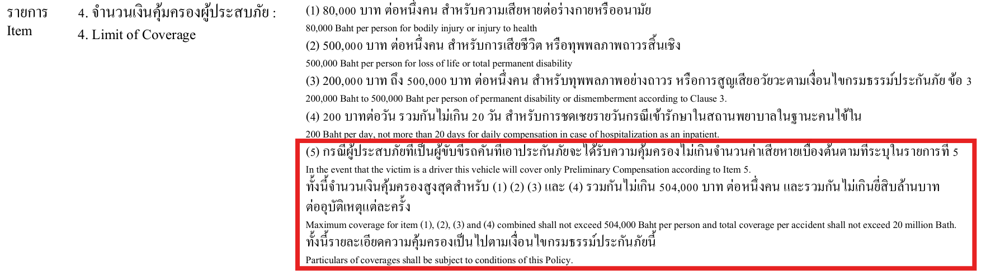 รายการ
Item
4. จำนวนเงินคุ้มครองผู้ประสบภัย :
4. Limit of Coverage
(1) 80,000 บาท ต่อหนึ่งคน สำหรับความเสียหายต่อร่างกายหรืออนามัย
80,000 Baht per person for bodily injury or injury to health
(2) 500,000 บาท ต่อหนึ่งคน สำหรับการเสียชีวิต หรือทุพพลภาพถาวรสิ้นเชิง
500,000 Baht per person for loss of life or total permanent disability
(3) 200,000 บาท ถึง 500,000 บาท ต่อหนึ่งคน สำหรับทุพพลภาพอย่างถาวร หรือการสูญเสียอวัยวะตามเงื่อนไขกรมธรรม์ประกันภัย ข้อ 3
200,000 Baht to 500,000 Baht per person of permanent disability or dismemberment according to Clause 3.
(4) 200 บาทต่อวัน รวมกันไม่เกิน 20 วัน สำหรับการชดเชยรายวันกรณีเข้ารักษาในสถานพยาบาลในฐานะคนไข้ใน
200 Baht per day, not more than 20 days for daily compensation in case of hospitalization as an inpatient.
(5) กรณีผู้ประสบภัยที่เป็นผู้ขับขี่รถคันที่เอาประกันภัยจะได้รับความคุ้มครองไม่เกินจำนวนค่าเสียหายเบื้องต้นตามที่ระบุในรายการที่ 5
In the event that the victim is a driver this vehicle will cover only Preliminary Compensation according to Item 5.
ทั้งนี้จำนวนเงินคุ้มครองสูงสุดสำหรับ (1) (2) (3) และ (4) รวมกันไม่เกิน 504,000 บาท ต่อหนึ่งคน และรวมกันไม่เกินยี่สิบล้านบาท
ต่ออุบัติเหตุแต่ละครั้ง
Maximum coverage for item (1), (2), (3) and (4) combined shall not exceed 504,000 Baht per person and total coverage per accident shall not exceed 20 million Bath.
ทั้งนี้รายละเอียดความคุ้มครองเป็นไปตามเงื่อนไขกรมธรรม์ประกันภัยนี้
Particulars of coverages shall be subject to conditions of this Policy.